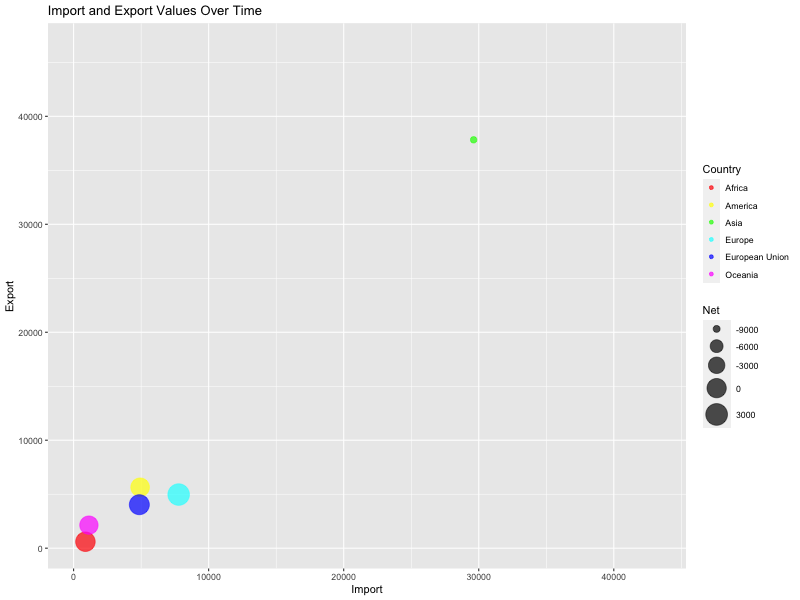 Import and Export Values Over Time
Export
40000
30000
20000
10000
0
0
10000
20000
30000
40000
Import
Country
Africa
America
Asia
Europe
European Union
Oceania
Net
-9000
-6000
-3000
0
3000